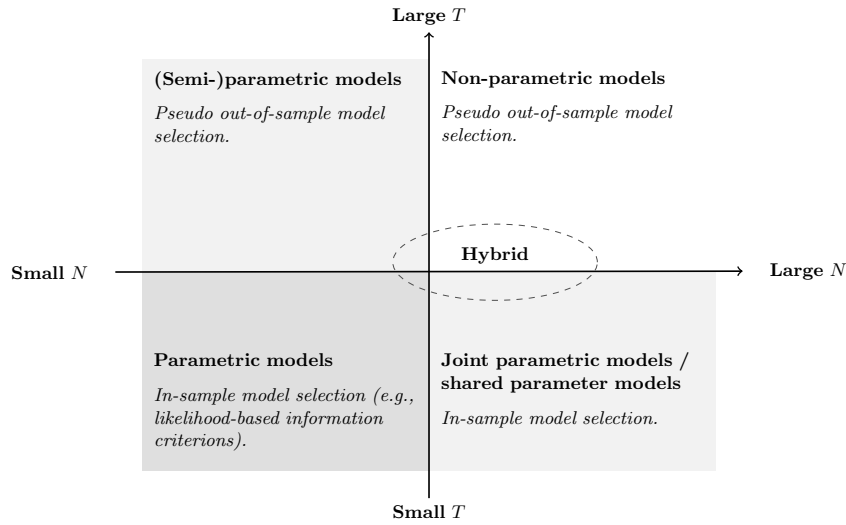 Large T
(Semi-)parametric models
Pseudo out-of-sample model
selection.
Non-parametric models
Pseudo out-of-sample model
selection.
Hybrid
Small N
Large N
Parametric models
In-sample model selection (e.g.,
likelihood-based information
criterions).
Joint parametric models /
shared parameter models
In-sample model selection.
Small T